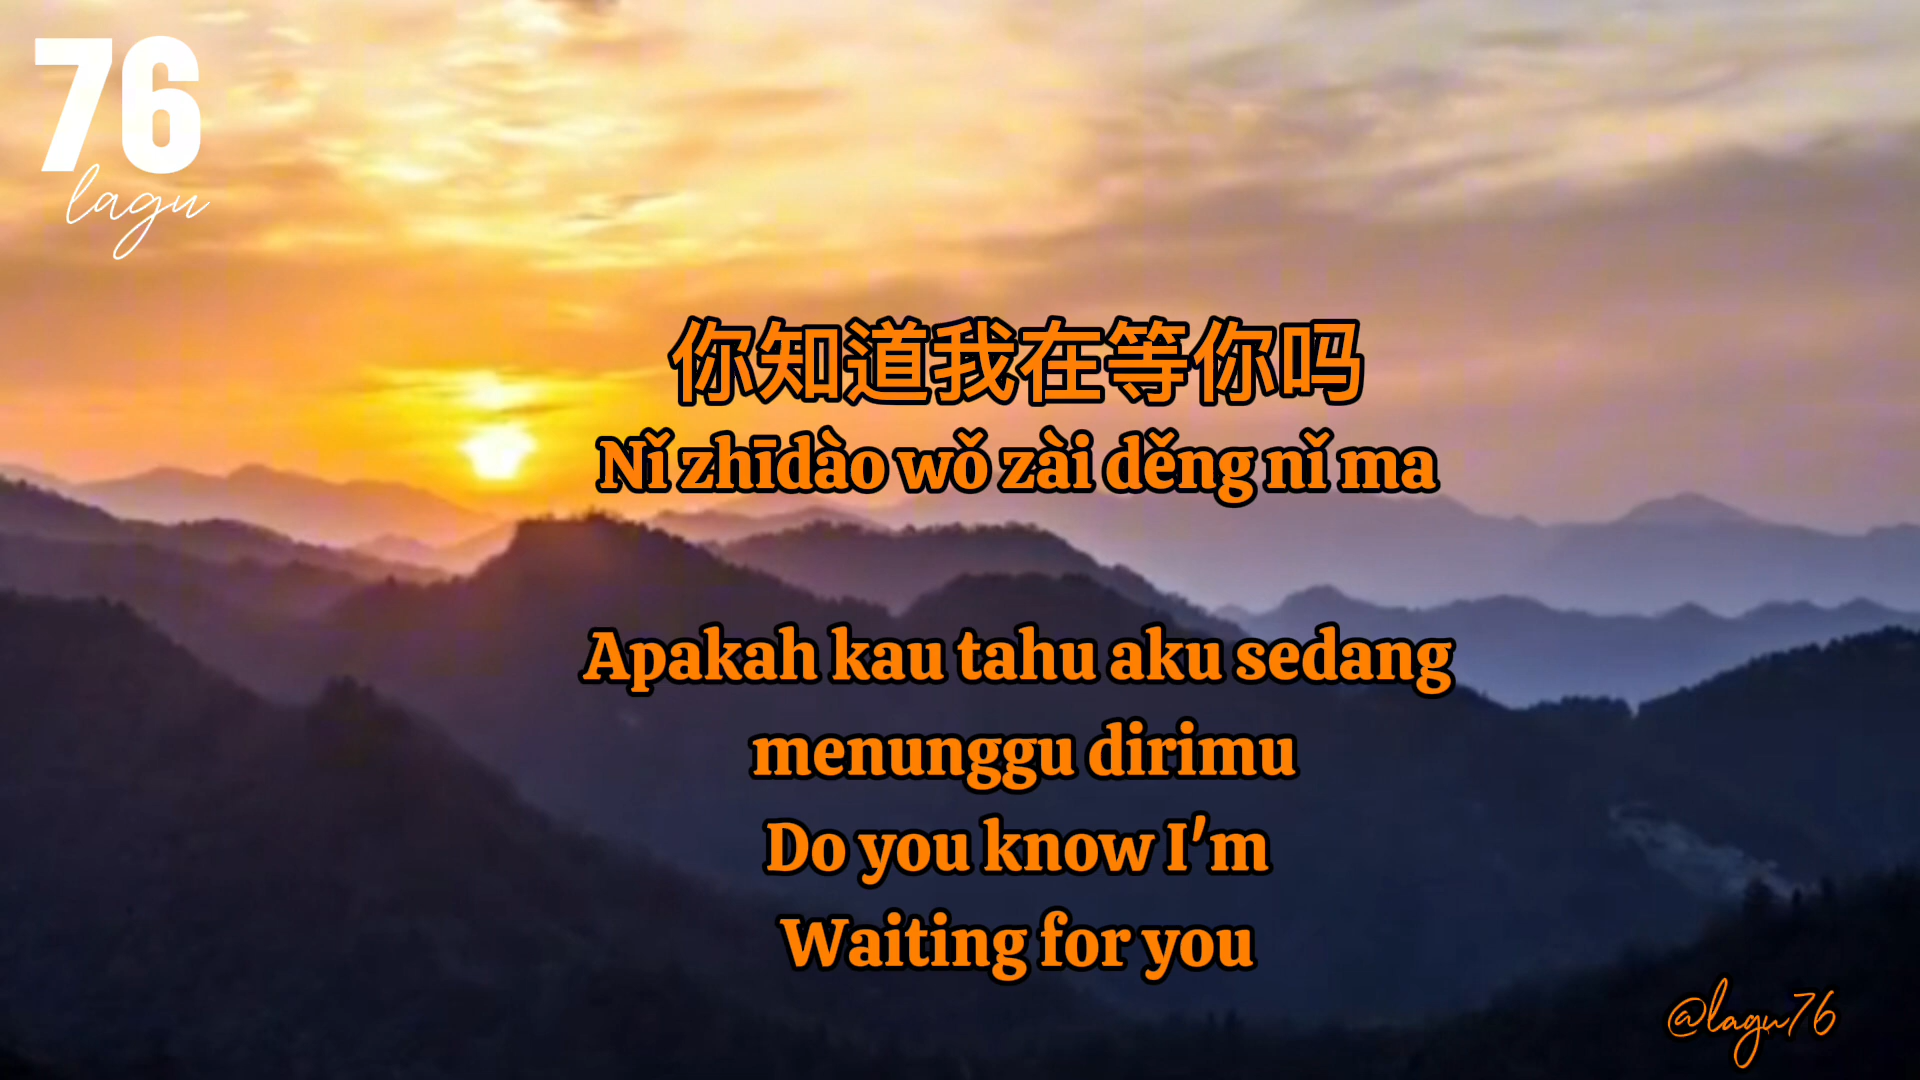 76
lagu
你知道我在等你吗
Nǐ zhīdào wǒ zài děng nǐ ma
Apakah kau tahu aku sedang
menunggu dirimu
Do you know I'm
Waiting for you
@lagu76